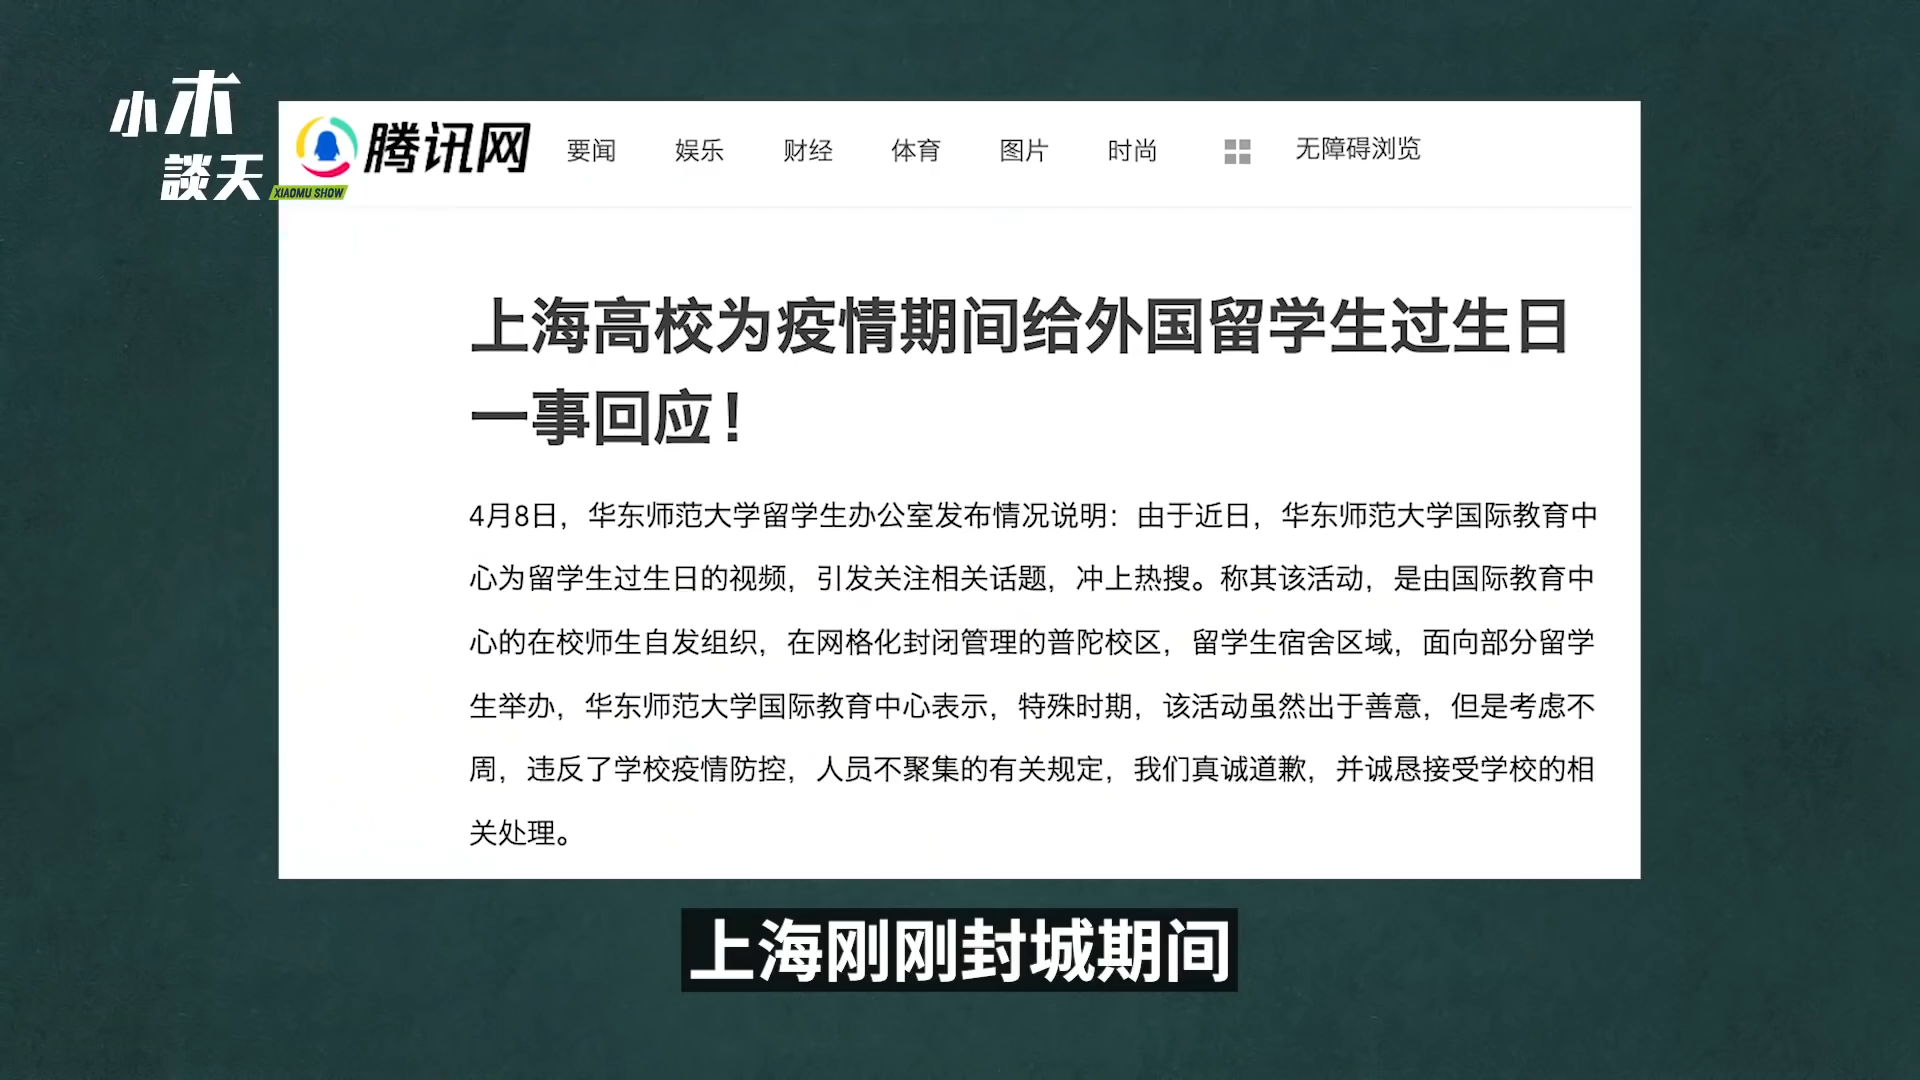 小木
談天
XIAOMU SHOW
腾讯网 要闻 娱乐 财经 体育 图片 时尚 无障碍浏览
上海高校为疫情期间给外国留学生过生日
一事回应！
4月8日，华东师范大学留学生办公室发布情况说明：由于近日，华东师范大学国际教育中
心为留学生过生日的视频，引发关注相关话题，冲上热搜。称其该活动，是由国际教育中
心的在校师生自发组织，在网格化封闭管理的普陀校区，留学生宿舍区域，面向部分留学
生举办，华东师范大学国际教育中心表示，特殊时期，该活动虽然出于善意，但是考虑不
周，违反了学校疫情防控，人员不聚集的有关规定，我们真诚道歉，并诚恳接受学校的相
关处理。
上海刚刚封城期间